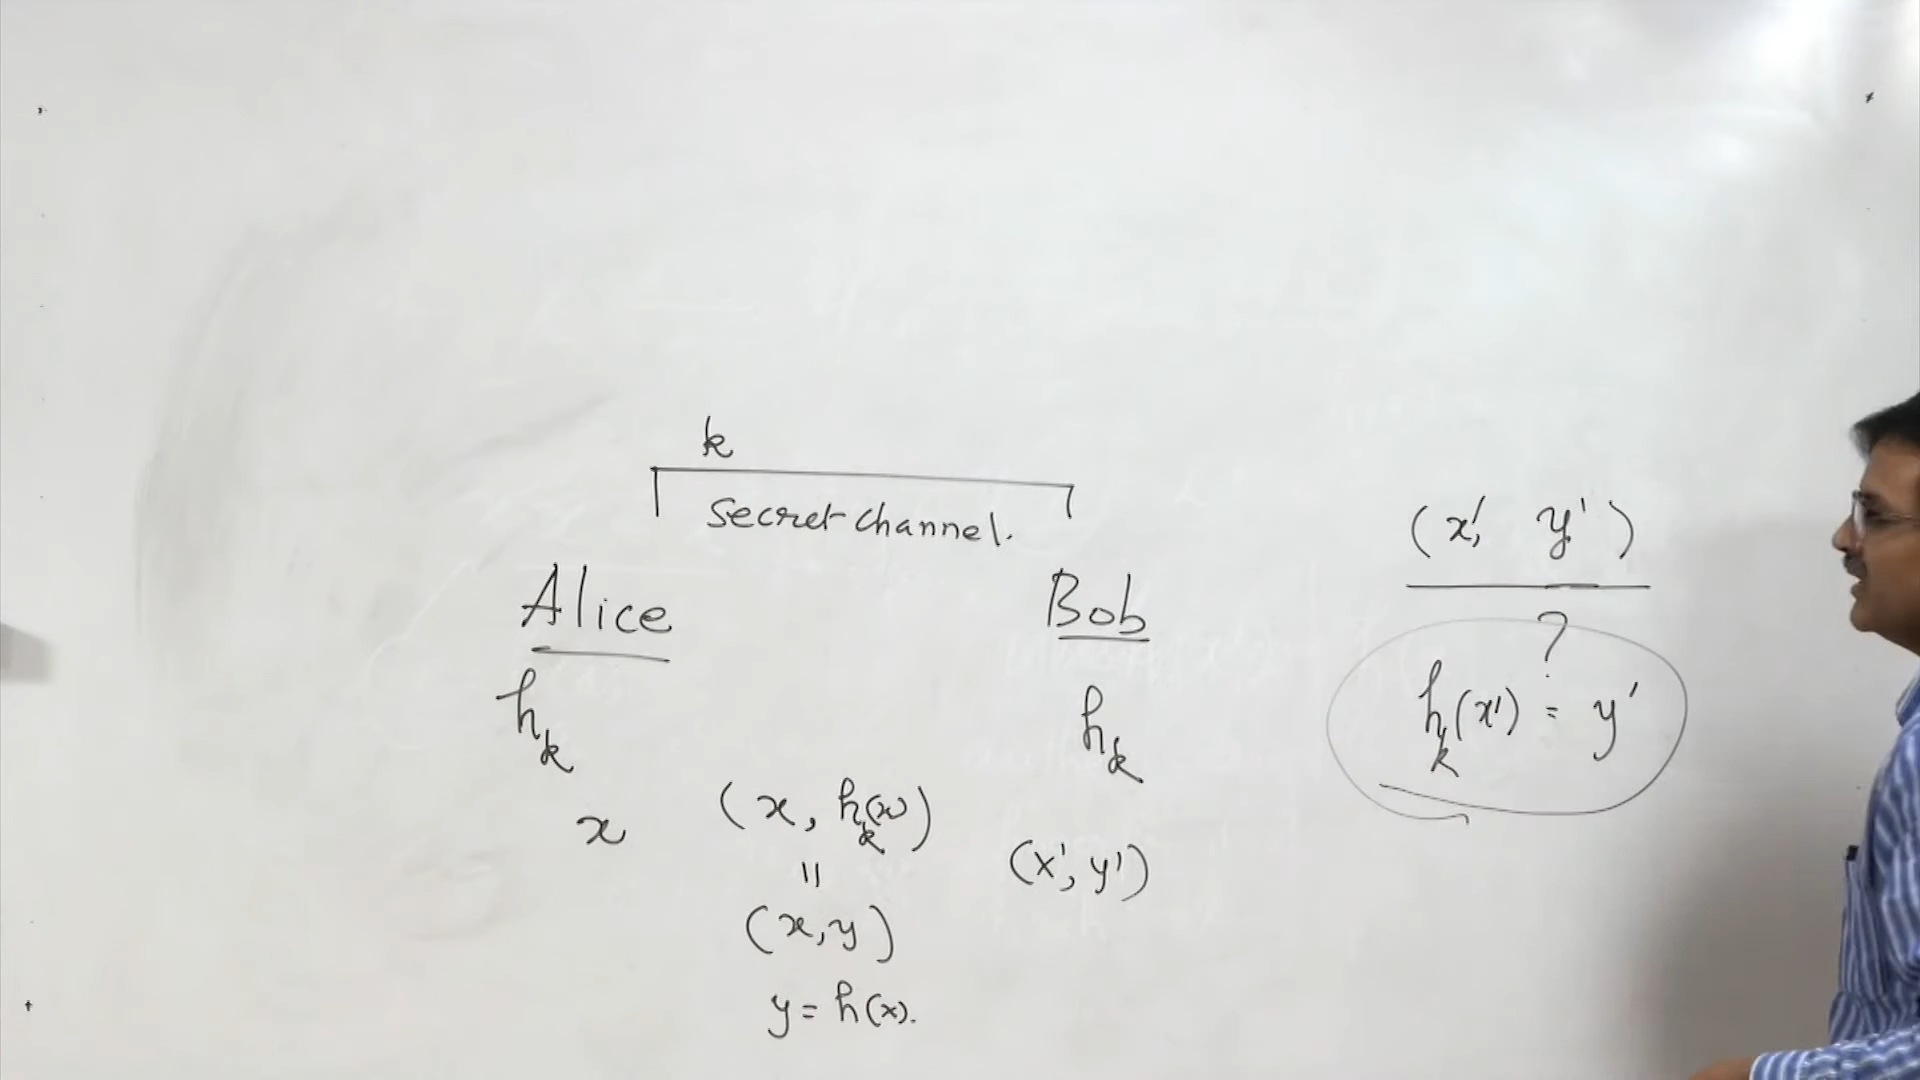 k
secret channel.
Alice
Bob
h_k
h_k
x
(x, h_k(x))
=
(x, y)
y = h(x).
(x', y')
(x', y')
?
h_k(x') = y'